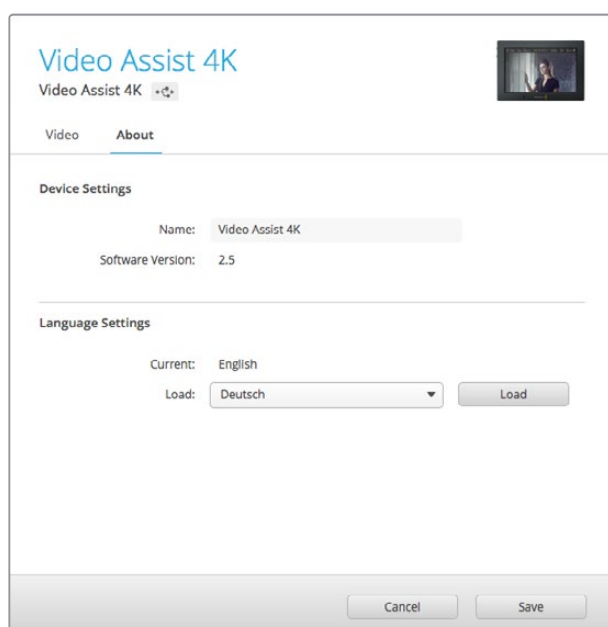 Video Assist 4K
Video Assist 4K
Video About
Device Settings
Name: Video Assist 4K
Software Version: 2.5
Language Settings
Current: English
Load: Deutsch Load
Cancel Save